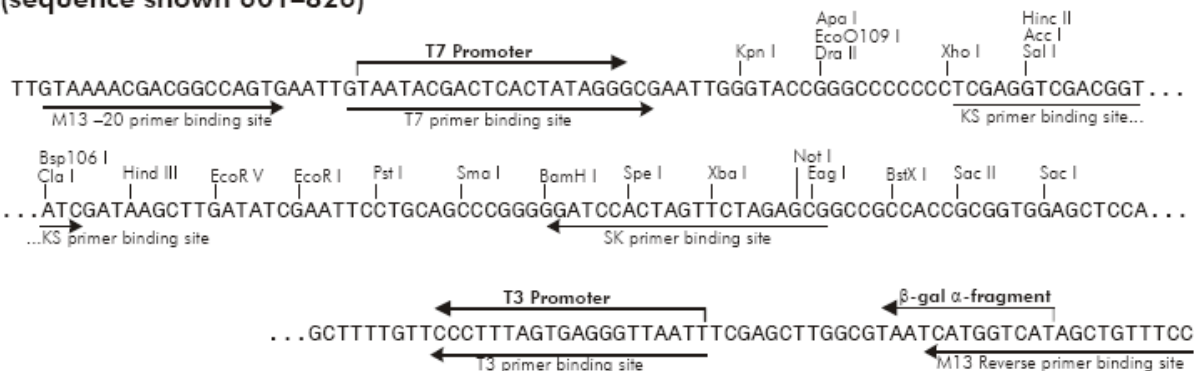 (sequence shown 601–826)
Apa I Hinc II
EcoO109 I Acc I
T7 Promoter Kpn I Dra II Xho I Sal I
TTGTAAAACGACGGCCAGTGAATTGTAATACGACTCACTATAGGGCGAATTGGGTACCGGGCCCCCCCTCGAGGTCGACGGT...
M13 –20 primer binding site T7 primer binding site KS primer binding site...
Bsp106 I Not I
Cla I Hind III EcoR V EcoR I Pst I Sma I BamH I Spe I Xba I Eag I BstX I Sac II Sac I
...ATCGATAAGCTTGATATCGAATTCCTGCAGCCCGGGGGATCCACTAGTTCTAGAGCGGCCGCCACCGCGGTGGAGCTCCA...
...KS primer binding site SK primer binding site
T3 Promoter β-gal α-fragment
...GCTTTTGTTCCCTTTAGTGAGGGTTAATTTCGAGCTTGGCGTAATCATGGTCATAGCTGTTTCC
T3 primer binding site M13 Reverse primer binding site